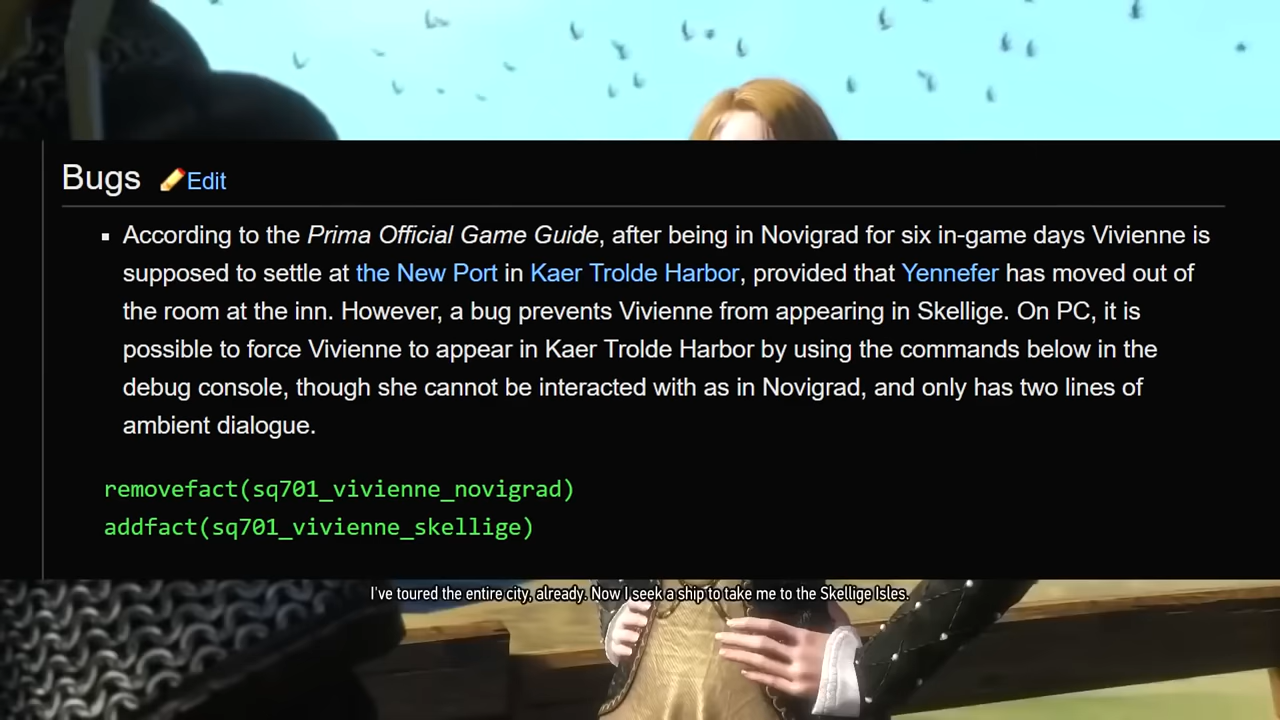 Bugs Edit
According to the Prima Official Game Guide, after being in Novigrad for six in-game days Vivienne is
supposed to settle at the New Port in Kaer Trolde Harbor, provided that Yennefer has moved out of
the room at the inn. However, a bug prevents Vivienne from appearing in Skellige. On PC, it is
possible to force Vivienne to appear in Kaer Trolde Harbor by using the commands below in the
debug console, though she cannot be interacted with as in Novigrad, and only has two lines of
ambient dialogue.
removefact(sq701_vivienne_novigrad)
addfact(sq701_vivienne_skellige)
I've toured the entire city, already. Now I seek a ship to take me to the Skellige Isles.